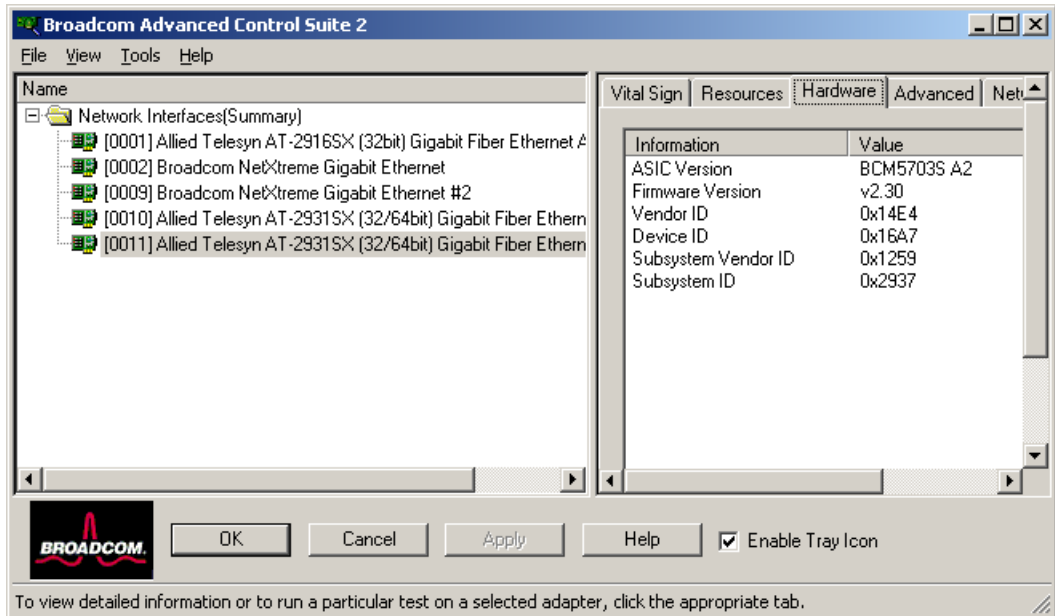 Broadcom Advanced Control Suite 2
File View Tools Help
Name
Network Interfaces(Summary)
[0001] Allied Telesyn AT-2916SX (32bit) Gigabit Fiber Ethernet A
[0002] Broadcom NetXtreme Gigabit Ethernet
[0009] Broadcom NetXtreme Gigabit Ethernet #2
[0010] Allied Telesyn AT-2931SX (32/64bit) Gigabit Fiber Ethern
[0011] Allied Telesyn AT-2931SX (32/64bit) Gigabit Fiber Ethern
Vital Sign Resources Hardware Advanced Net
Information Value
ASIC Version BCM5703S A2
Firmware Version v2.30
Vendor ID 0x14E4
Device ID 0x16A7
Subsystem Vendor ID 0x1259
Subsystem ID 0x2937
BROADCOM.
OK Cancel Apply Help Enable Tray Icon
To view detailed information or to run a particular test on a selected adapter, click the appropriate tab.